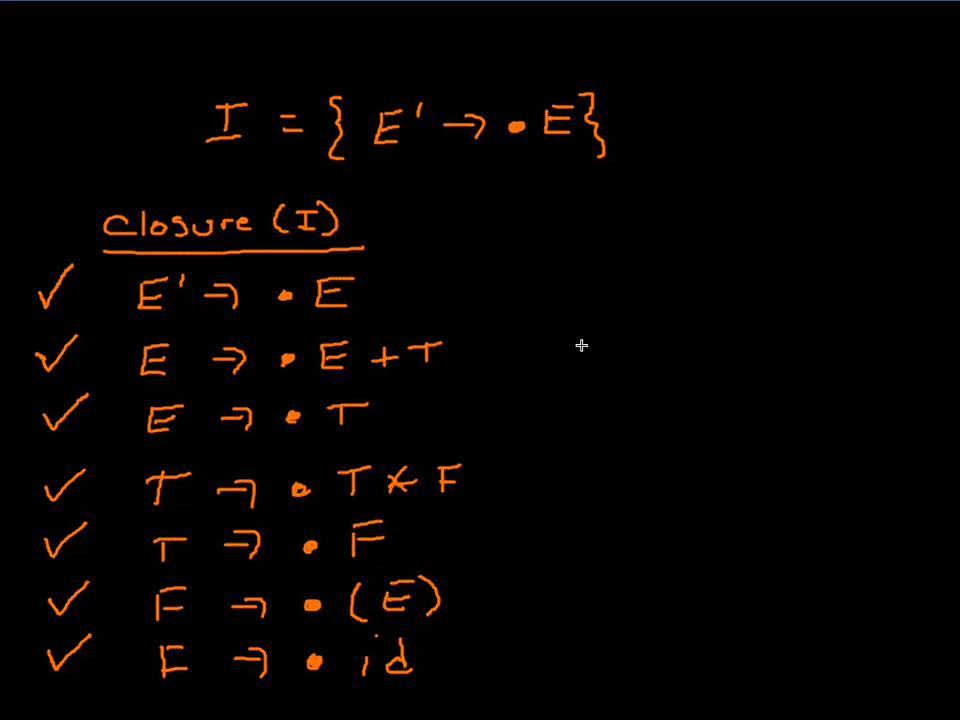 I = { E' → • E }
Closure (I)
✓ E' → • E
✓ E → • E + T
✓ E → • T
✓ T → • T * F
✓ T → • F
✓ F → • (E)
✓ F → • id